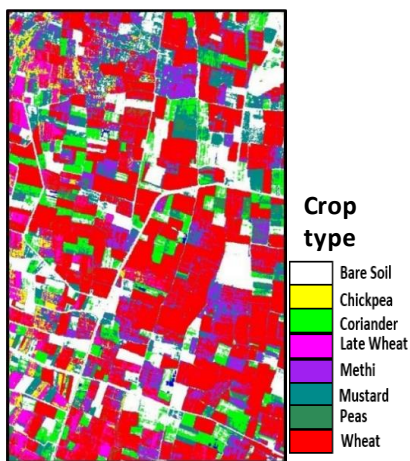 Crop
type
Bare Soil
Chickpea
Coriander
Late Wheat
Methi
Mustard
Peas
Wheat